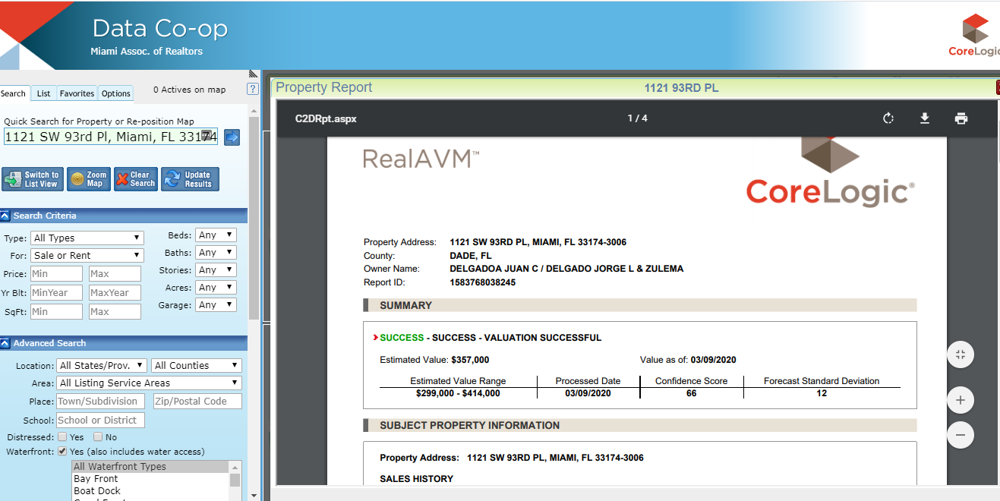 Data Co-op
Miami Assoc. of Realtors
CoreLogic
Search List Favorites Options 0 Actives on map ?
Quick Search for Property or Re-position Map
1121 SW 93rd Pl, Miami, FL 33174
Switch to List View
Zoom Map
Clear Search
Update Results
Search Criteria
Type: All Types Beds: Any
For: Sale or Rent Baths: Any
Price: Min Max Stories: Any
Yr Blt: MinYear MaxYear Acres: Any
SqFt: Min Max Garage: Any
Advanced Search
Location: All States/Prov. All Counties
Area: All Listing Service Areas
Place: Town/Subdivision Zip/Postal Code
School: School or District
Distressed: Yes No
Waterfront: Yes (also includes water access)
All Waterfront Types
Bay Front
Boat Dock
Property Report 1121 93RD PL
C2DRpt.aspx 1 / 4
RealAVM™
CoreLogic®
Property Address: 1121 SW 93RD PL, MIAMI, FL 33174-3006
County: DADE, FL
Owner Name: DELGADOA JUAN C / DELGADO JORGE L & ZULEMA
Report ID: 1583768038245
SUMMARY
SUCCESS - SUCCESS - VALUATION SUCCESSFUL
Estimated Value: $357,000 Value as of: 03/09/2020
Estimated Value Range Processed Date Confidence Score Forecast Standard Deviation
$299,000 - $414,000 03/09/2020 66 12
SUBJECT PROPERTY INFORMATION
Property Address: 1121 SW 93RD PL, MIAMI, FL 33174-3006
SALES HISTORY